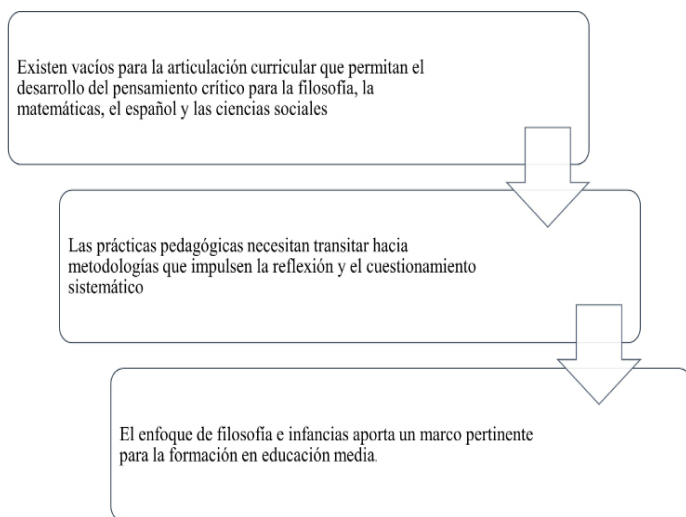 Existen vacíos para la articulación curricular que permitan el
desarrollo del pensamiento crítico para la filosofía, la
matemáticas, el español y las ciencias sociales
Las prácticas pedagógicas necesitan transitar hacia
metodologías que impulsen la reflexión y el cuestionamiento
sistemático
El enfoque de filosofía e infancias aporta un marco pertinente
para la formación en educación media.